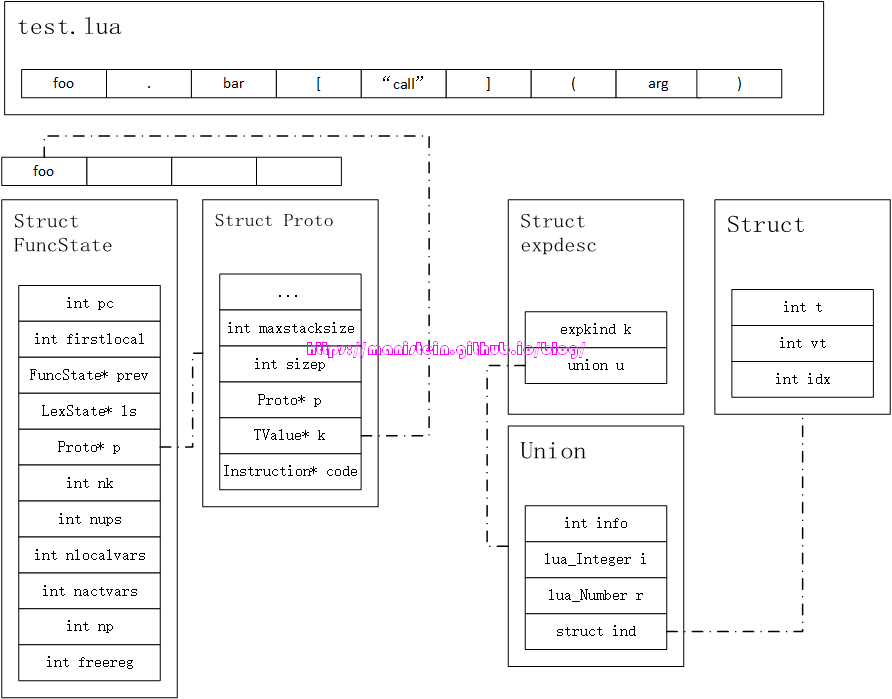 test.lua
foo . bar [ “call” ] ( arg )
foo
Struct
FuncState
int pc
int firstlocal
FuncState* prev
LexState* ls
Proto* p
int nk
int nups
int nlocalvars
int nactvars
int np
int freereg
Struct Proto
...
int maxstacksize
int sizep
Proto* p
TValue* k
Instruction* code
https://manistein.github.io/blog/
Struct
expdesc
expkind k
union u
Union
int info
lua_Integer i
lua_Number r
struct ind
Struct
int t
int vt
int idx